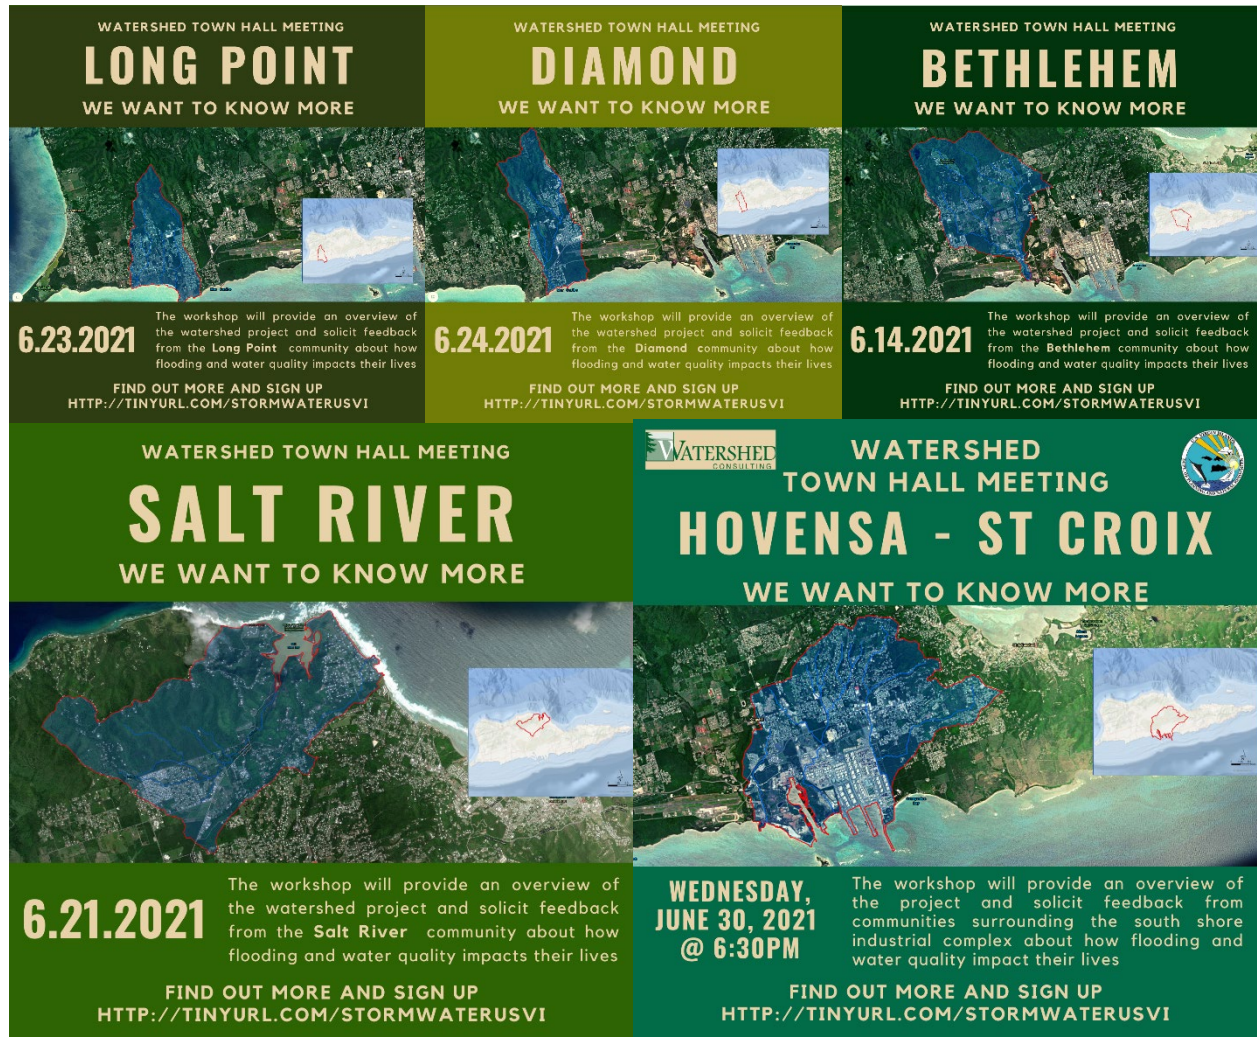 WATERSHED TOWN HALL MEETING
LONG POINT
WE WANT TO KNOW MORE
6.23.2021
The workshop will provide an overview of
the watershed project and solicit feedback
from the Long Point community about how
flooding and water quality impacts their lives
FIND OUT MORE AND SIGN UP
HTTP://TINYURL.COM/STORMWATERUSVI
WATERSHED TOWN HALL MEETING
DIAMOND
WE WANT TO KNOW MORE
6.24.2021
The workshop will provide an overview of
the watershed project and solicit feedback
from the Diamond community about how
flooding and water quality impacts their lives
FIND OUT MORE AND SIGN UP
HTTP://TINYURL.COM/STORMWATERUSVI
WATERSHED TOWN HALL MEETING
BETHLEHEM
WE WANT TO KNOW MORE
6.14.2021
The workshop will provide an overview of
the watershed project and solicit feedback
from the Bethlehem community about how
flooding and water quality impacts their lives
FIND OUT MORE AND SIGN UP
HTTP://TINYURL.COM/STORMWATERUSVI
WATERSHED TOWN HALL MEETING
SALT RIVER
WE WANT TO KNOW MORE
6.21.2021
The workshop will provide an overview of
the watershed project and solicit feedback
from the Salt River community about how
flooding and water quality impacts their lives
FIND OUT MORE AND SIGN UP
HTTP://TINYURL.COM/STORMWATERUSVI
WATERSHED
CONSULTING
WATERSHED
TOWN HALL MEETING
HOVENSA - ST CROIX
WE WANT TO KNOW MORE
WEDNESDAY,
JUNE 30, 2021
@ 6:30PM
The workshop will provide an overview of
the project and solicit feedback from
communities surrounding the south shore
industrial complex about how flooding and
water quality impact their lives
FIND OUT MORE AND SIGN UP
HTTP://TINYURL.COM/STORMWATERUSVI